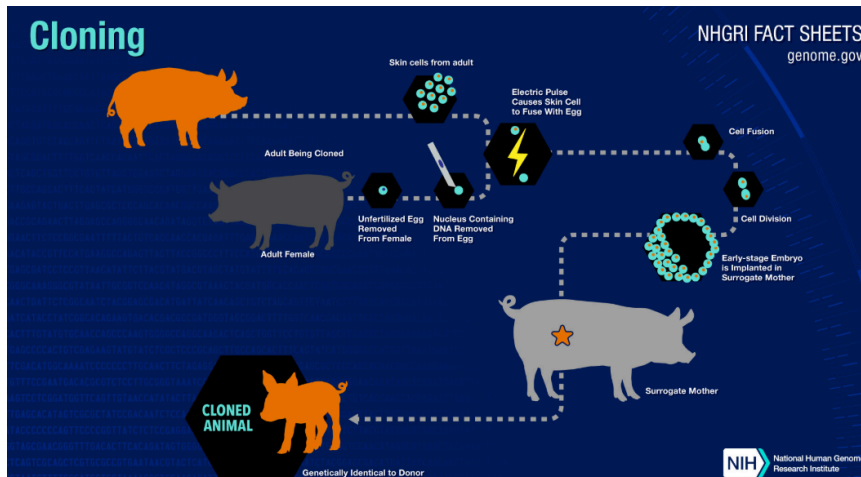 Cloning
NHGRI FACT SHEETS
genome.gov
Skin cells from adult
Electric Pulse
Causes Skin Cell
to Fuse With Egg
Cell Fusion
Adult Being Cloned
Unfertilized Egg
Removed
From Female
Nucleus Containing
DNA Removed
From Egg
Adult Female
Cell Division
Early-stage Embryo
is Implanted in
Surrogate Mother
Surrogate Mother
CLONED
ANIMAL
Genetically Identical to Donor
NIH
National Human Genome
Research Institute